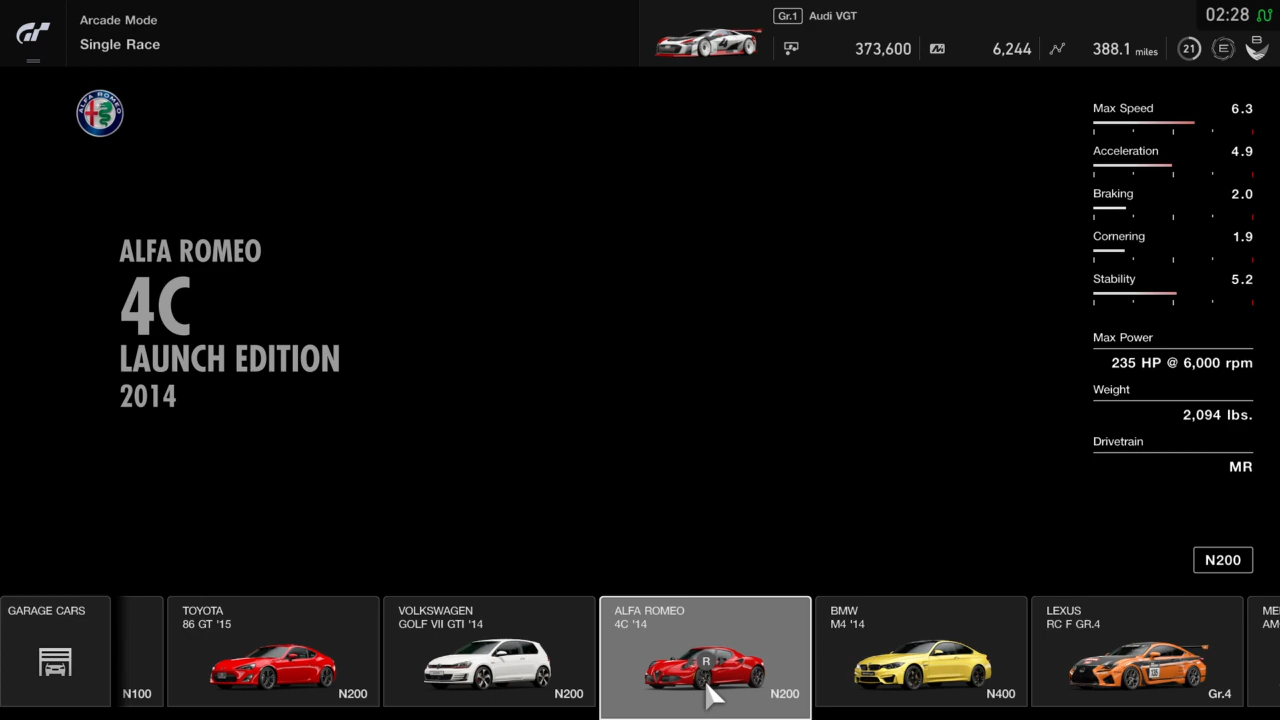 Arcade Mode
Single Race
Gr.1 Audi VGT
373,600
6,244
388.1 miles
21
E
B
02:28
ALFA ROMEO
ALFA ROMEO
4C
LAUNCH EDITION
2014
Max Speed 6.3
Acceleration 4.9
Braking 2.0
Cornering 1.9
Stability 5.2
Max Power
235 HP @ 6,000 rpm
Weight
2,094 lbs.
Drivetrain
MR
N200
GARAGE CARS
N100
TOYOTA
86 GT '15
N200
VOLKSWAGEN
GOLF VII GTI '14
N200
ALFA ROMEO
4C '14
R
N200
BMW
M4 '14
N400
LEXUS
RC F GR.4
Gr.4
ME
AM